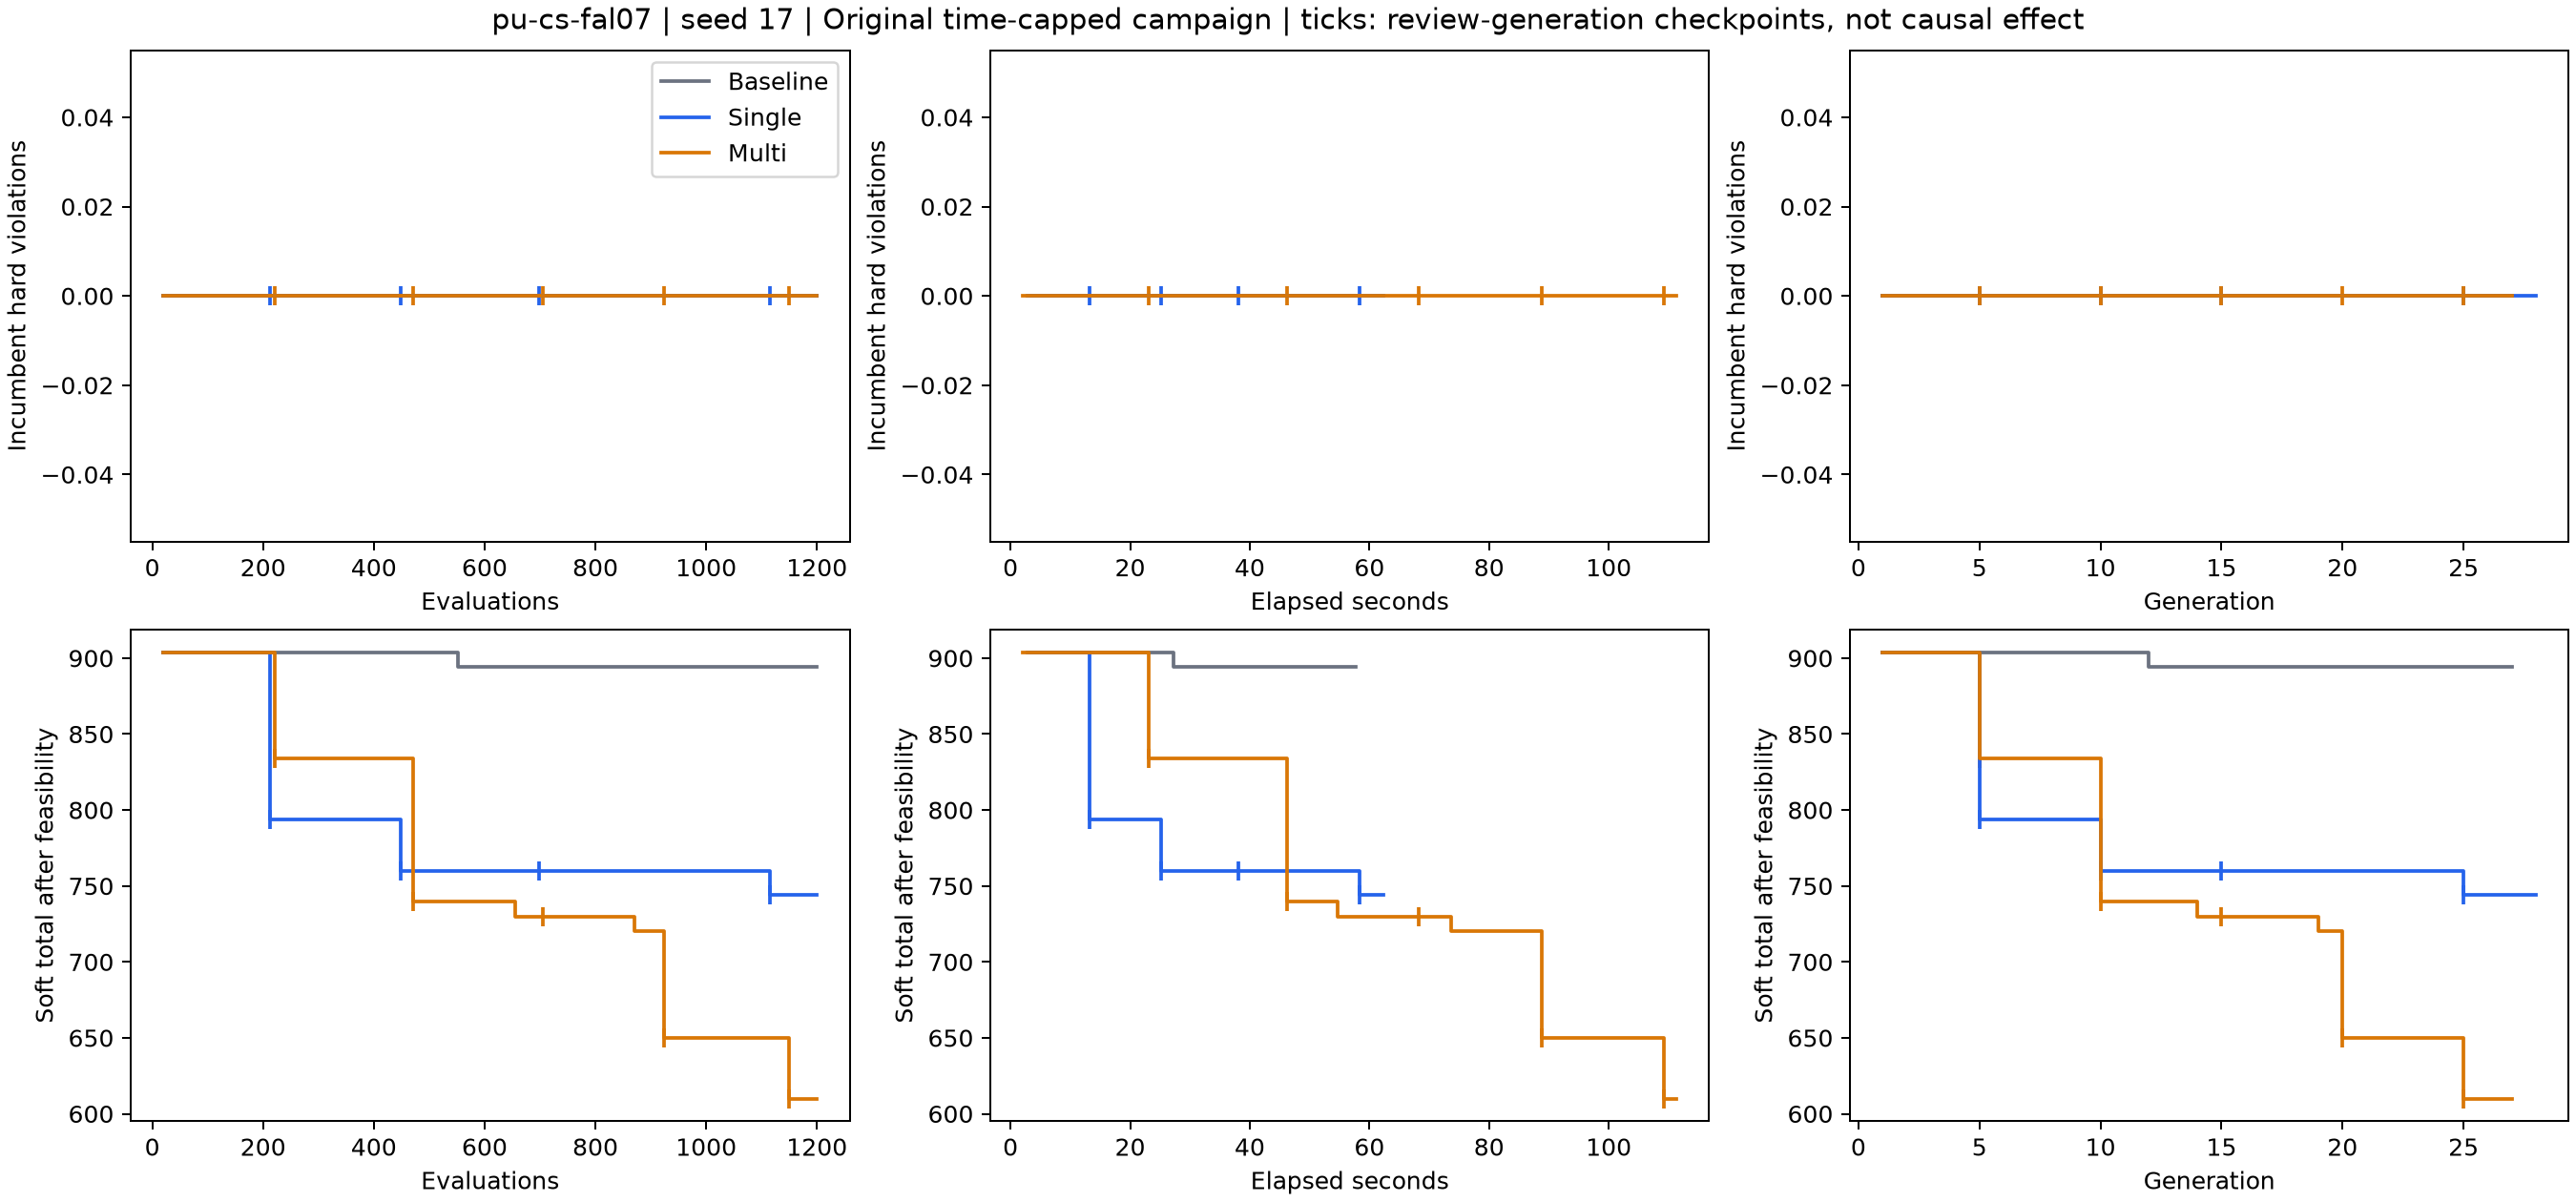 pu-cs-fal07 | seed 17 | Original time-capped campaign | ticks: review-generation checkpoints, not causal effect
Incumbent hard violations
0.04
0.02
0.00
−0.02
−0.04
Baseline
Single
Multi
0 200 400 600 800 1000 1200
Evaluations
Incumbent hard violations
0.04
0.02
0.00
−0.02
−0.04
0 20 40 60 80 100
Elapsed seconds
Incumbent hard violations
0.04
0.02
0.00
−0.02
−0.04
0 5 10 15 20 25
Generation
Soft total after feasibility
900
850
800
750
700
650
600
0 200 400 600 800 1000 1200
Evaluations
Soft total after feasibility
900
850
800
750
700
650
600
0 20 40 60 80 100
Elapsed seconds
Soft total after feasibility
900
850
800
750
700
650
600
0 5 10 15 20 25
Generation